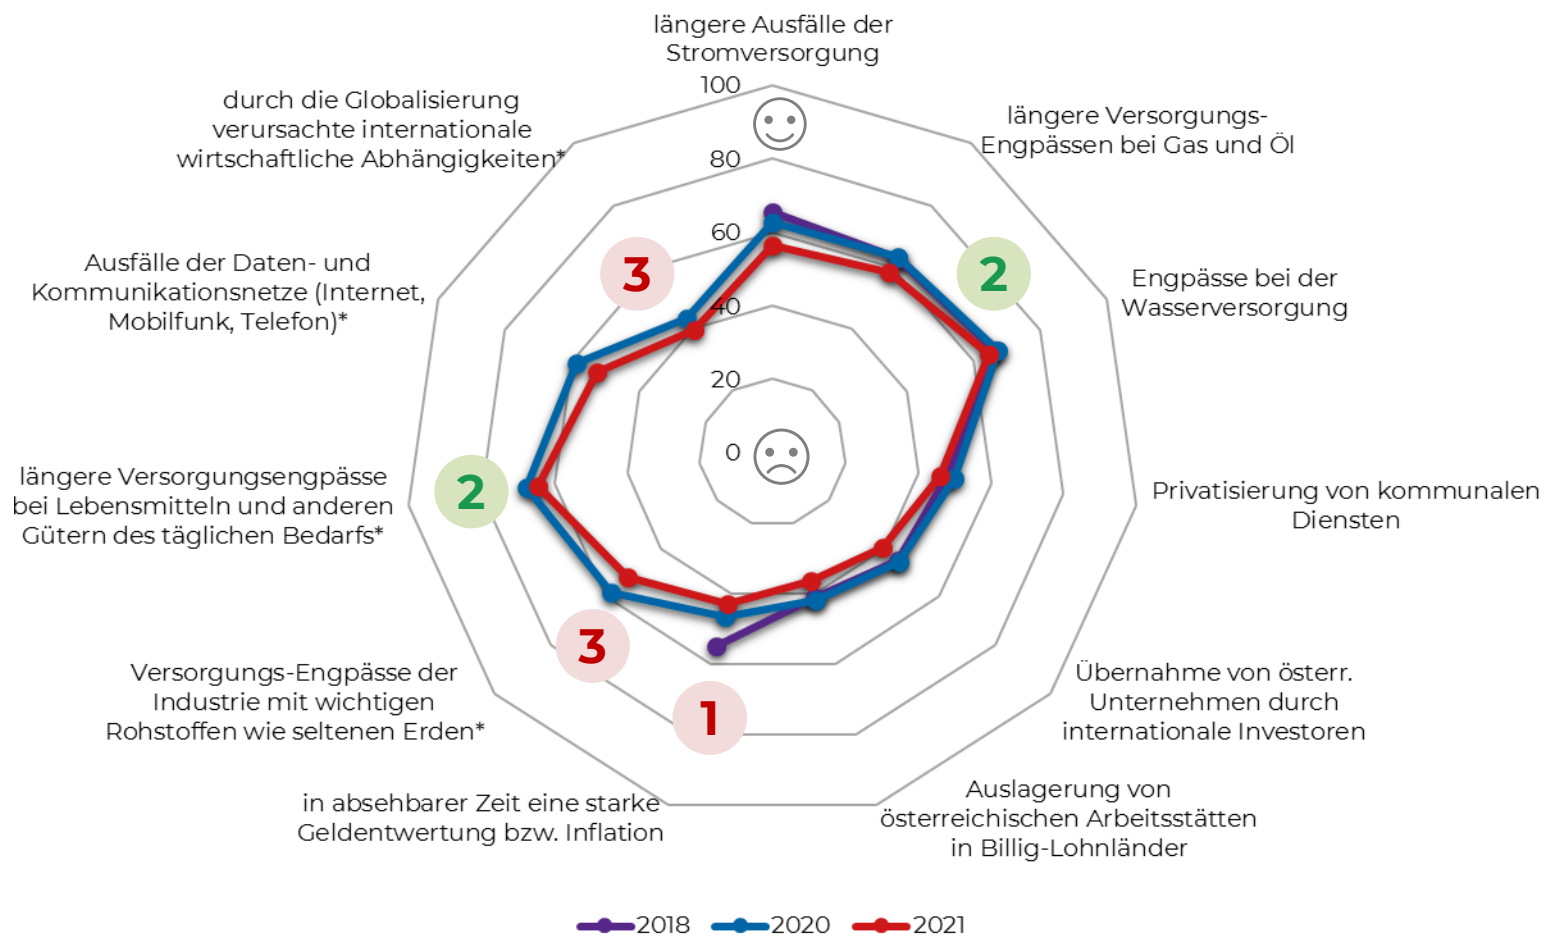 längere Ausfälle der
Stromversorgung
längere Versorgungs-
Engpässen bei Gas und Öl
Engpässe bei der
Wasserversorgung
Privatisierung von kommunalen
Diensten
Übernahme von österr.
Unternehmen durch
internationale Investoren
Auslagerung von
österreichischen Arbeitsstätten
in Billig-Lohnländer
in absehbarer Zeit eine starke
Geldentwertung bzw. Inflation
Versorgungs-Engpässe der
Industrie mit wichtigen
Rohstoffen wie seltenen Erden*
längere Versorgungsengpässe
bei Lebensmitteln und anderen
Gütern des täglichen Bedarfs*
Ausfälle der Daten- und
Kommunikationsnetze (Internet,
Mobilfunk, Telefon)*
durch die Globalisierung
verursachte internationale
wirtschaftliche Abhängigkeiten*
100
80
60
40
20
0
3
2
2
3
1
2018
2020
2021